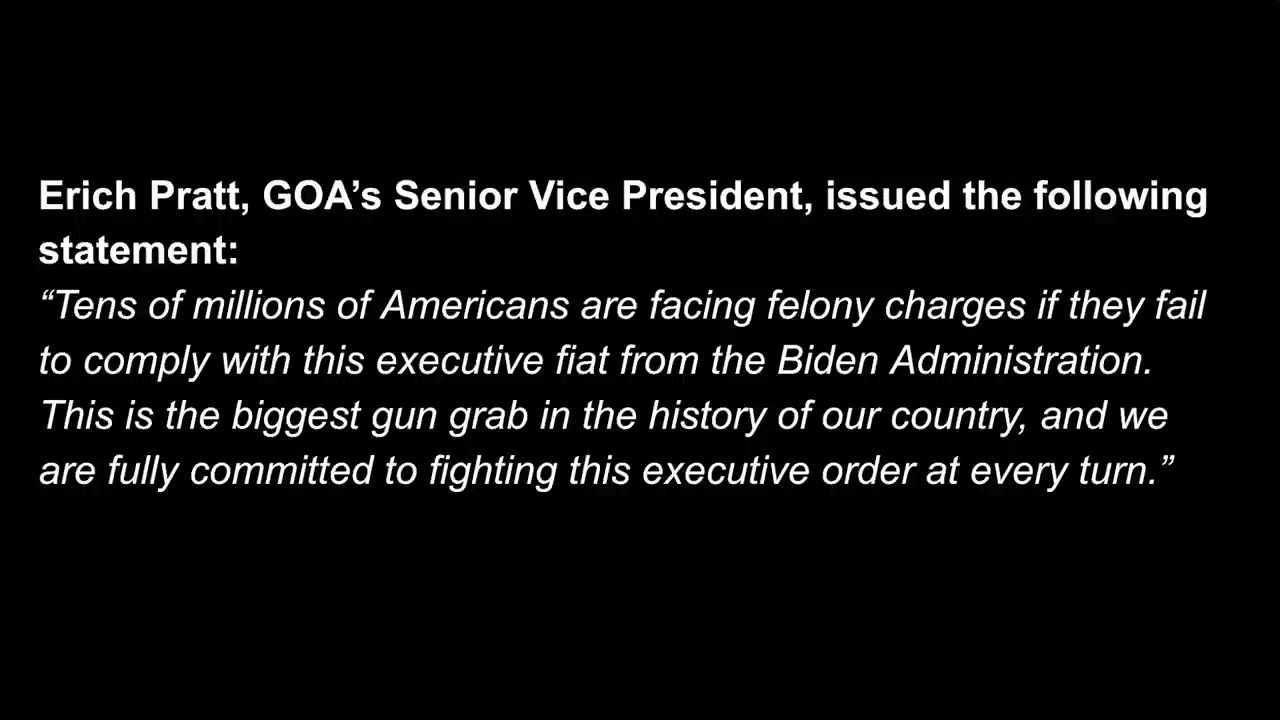 Erich Pratt, GOA’s Senior Vice President, issued the following
statement:
“Tens of millions of Americans are facing felony charges if they fail
to comply with this executive fiat from the Biden Administration.
This is the biggest gun grab in the history of our country, and we
are fully committed to fighting this executive order at every turn.”